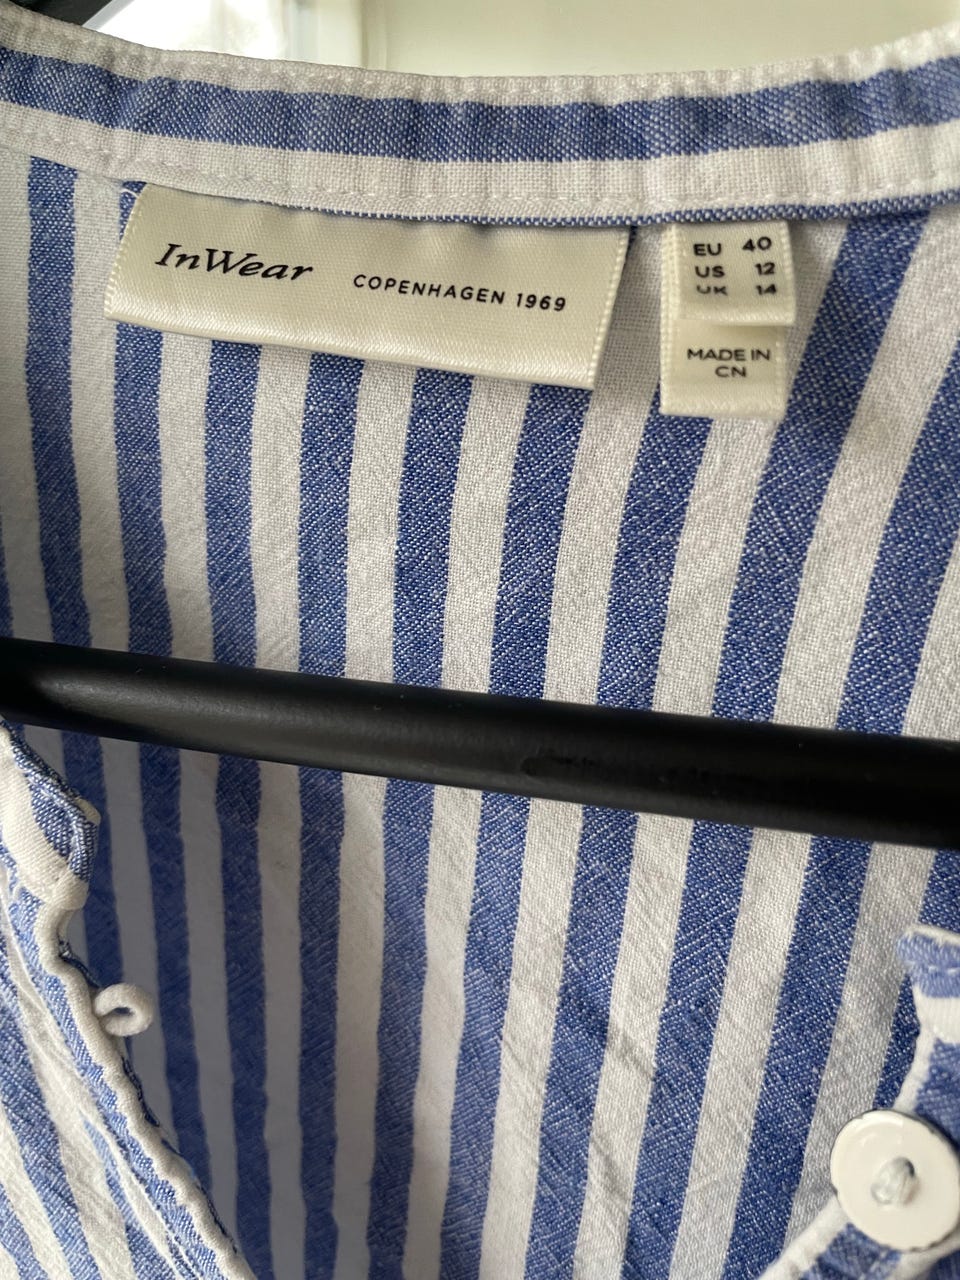 InWear COPENHAGEN 1969
EU 40
US 12
UK 14
MADE IN
CN